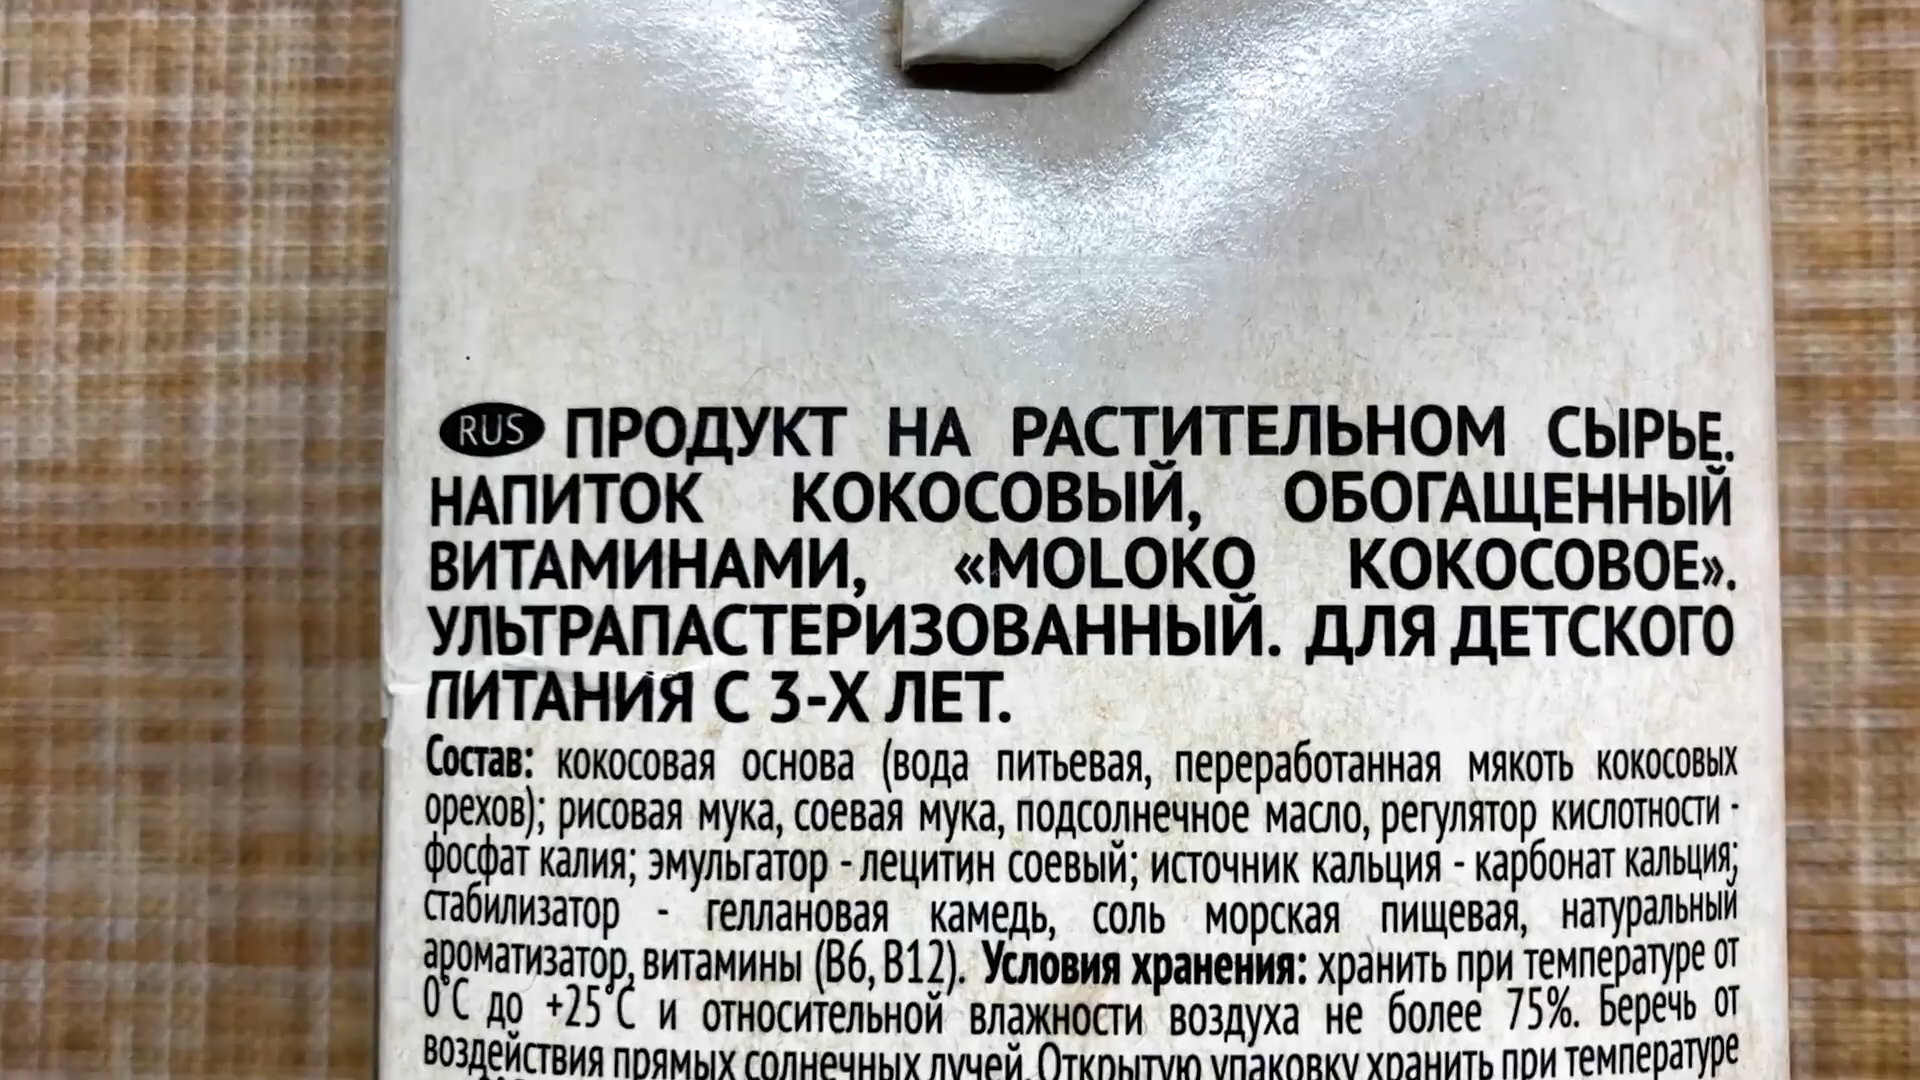 RUS ПРОДУКТ НА РАСТИТЕЛЬНОМ СЫРЬЕ.
НАПИТОК КОКОСОВЫЙ, ОБОГАЩЕННЫЙ
ВИТАМИНАМИ, «MOLOKO КОКОСОВОЕ».
УЛЬТРАПАСТЕРИЗОВАННЫЙ. ДЛЯ ДЕТСКОГО
ПИТАНИЯ С 3-Х ЛЕТ.
Состав: кокосовая основа (вода питьевая, переработанная мякоть кокосовых
орехов); рисовая мука, соевая мука, подсолнечное масло, регулятор кислотности -
фосфат калия; эмульгатор - лецитин соевый; источник кальция - карбонат кальция;
стабилизатор - геллановая камедь, соль морская пищевая, натуральный
ароматизатор, витамины (В6, В12). Условия хранения: хранить при температуре от
0°С до +25°С и относительной влажности воздуха не более 75%. Беречь от
воздействия прямых солнечных лучей. Открытую упаковку хранить при температуре